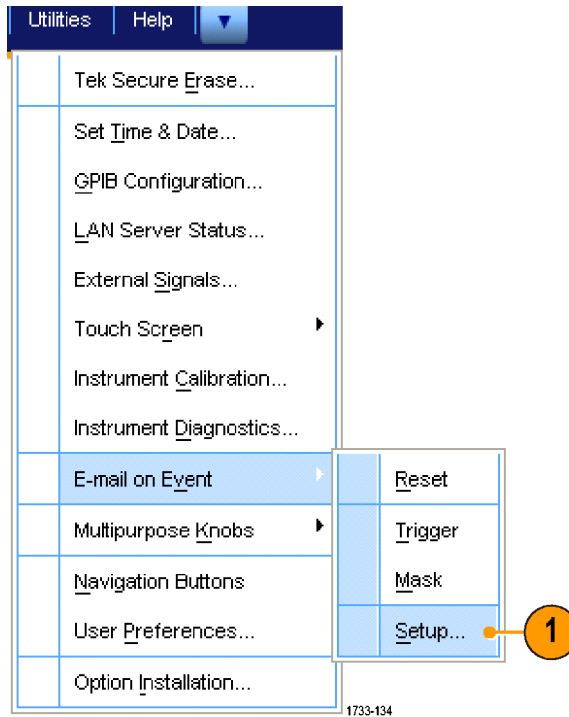 Utilities Help
Tek Secure Erase...
Set Time & Date...
GPIB Configuration...
LAN Server Status...
External Signals...
Touch Screen
Instrument Calibration...
Instrument Diagnostics...
E-mail on Event Reset
Multipurpose Knobs Trigger
Navigation Buttons Mask
User Preferences... Setup... 1
Option Installation...
1733-134